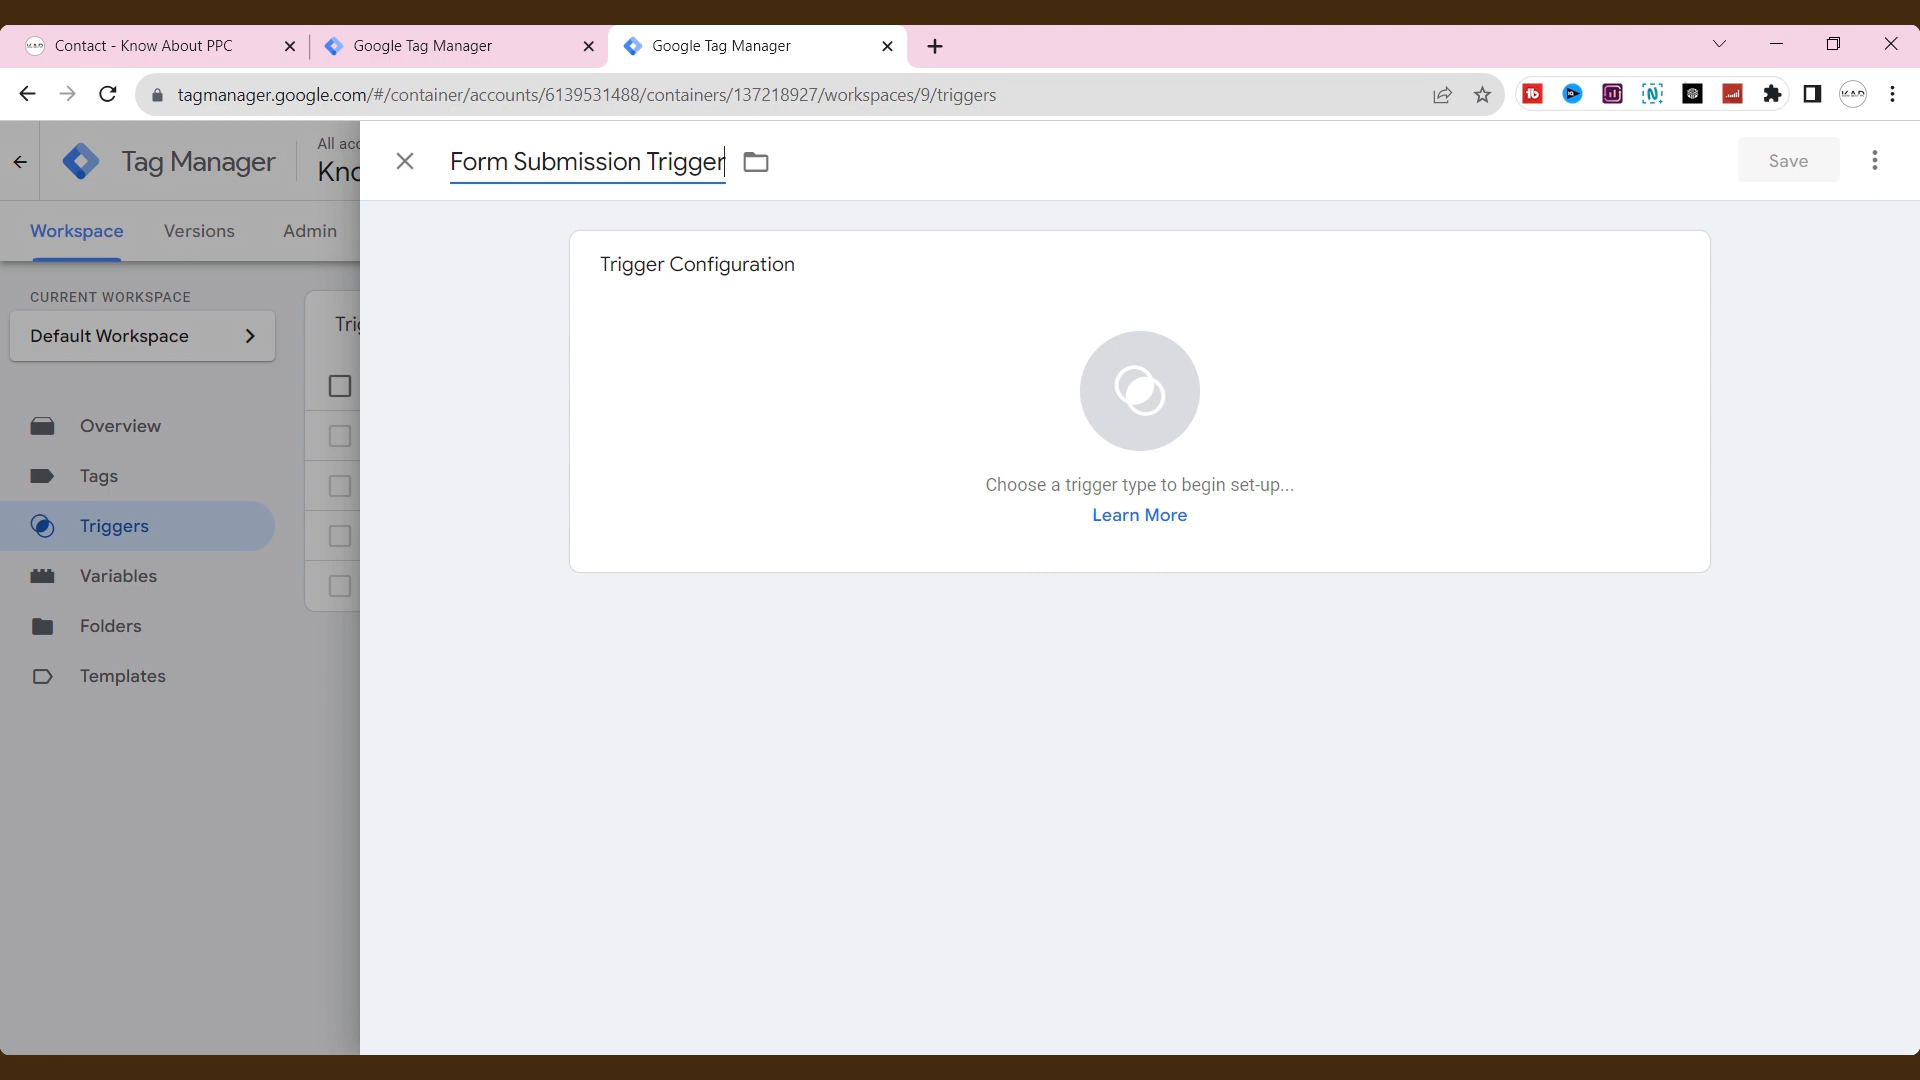 Contact - Know About PPC
Google Tag Manager
Google Tag Manager
tagmanager.google.com/#/container/accounts/6139531488/containers/137218927/workspaces/9/triggers
Tag Manager
All acc
Kno
Form Submission Trigger
Save
Workspace
Versions
Admin
Trigger Configuration
CURRENT WORKSPACE
Default Workspace
Trig
Overview
Tags
Choose a trigger type to begin set-up...
Learn More
Triggers
Variables
Folders
Templates